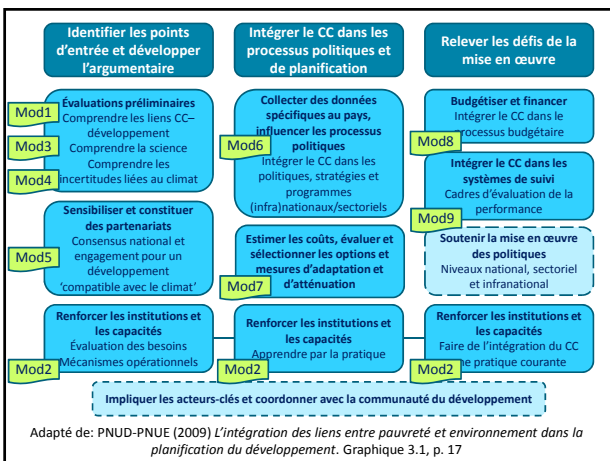 Identifier les points
d'entrée et développer
l'argumentaire
Intégrer le CC dans les
processus politiques et
de planification
Relever les défis de la
mise en œuvre
Mod1
Mod3
Mod4
Évaluations préliminaires
Comprendre les liens CC–
développement
Comprendre la science
Comprendre les
incertitudes liées au climat
Mod6
Collecter des données
spécifiques au pays,
influencer les processus
politiques
Intégrer le CC dans les
politiques, stratégies et
programmes
(infra)nationaux/sectoriels
Mod8
Budgétiser et financer
Intégrer le CC dans le
processus budgétaire
Mod9
Intégrer le CC dans les
systèmes de suivi
Cadres d'évaluation de la
performance
Mod5
Sensibiliser et constituer
des partenariats
Consensus national et
engagement pour un
développement
'compatible avec le climat'
Mod7
Estimer les coûts, évaluer et
sélectionner les options et
mesures d'adaptation et
d'atténuation
Soutenir la mise en œuvre
des politiques
Niveaux national, sectoriel
et infranational
Mod2
Renforcer les institutions et
les capacités
Évaluation des besoins
Mécanismes opérationnels
Mod2
Renforcer les institutions et
les capacités
Apprendre par la pratique
Mod2
Renforcer les institutions et
les capacités
Faire de l'intégration du CC
une pratique courante
Impliquer les acteurs-clés et coordonner avec la communauté du développement
Adapté de: PNUD-PNUE (2009) L'intégration des liens entre pauvreté et environnement dans la
planification du développement. Graphique 3.1, p. 17